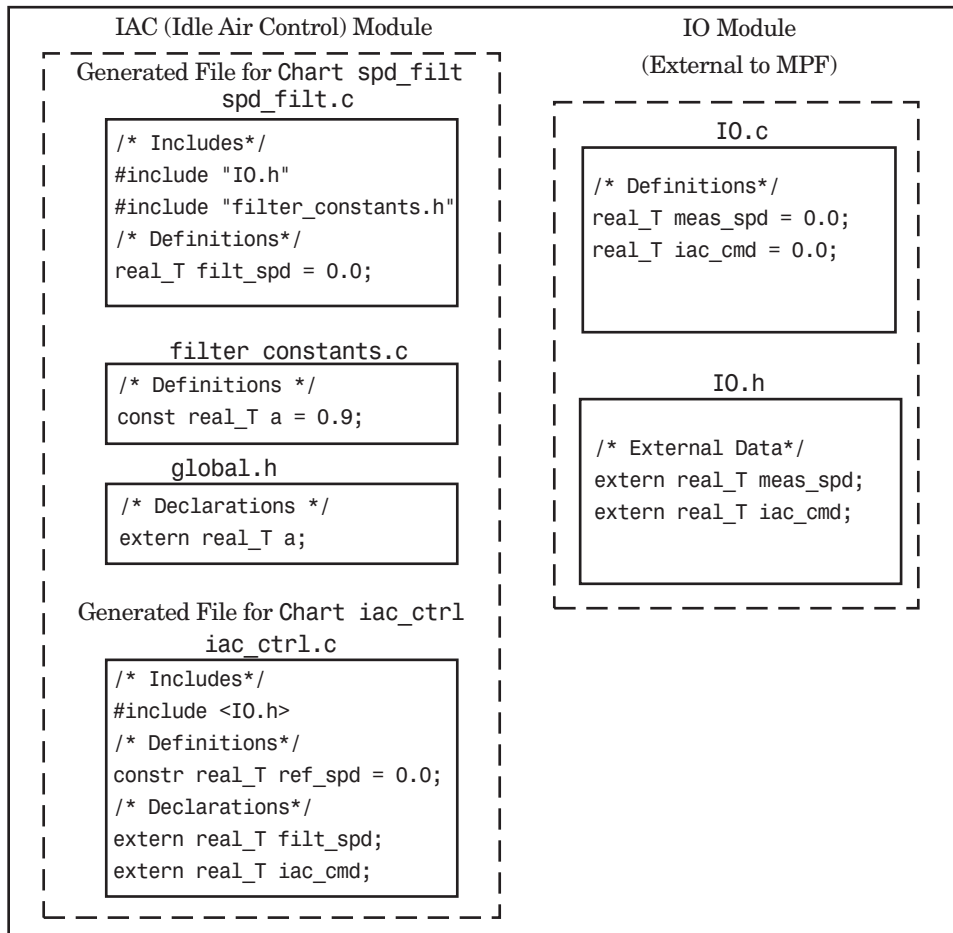 IAC (Idle Air Control) Module
Generated File for Chart spd_filt
spd_filt.c
/* Includes*/
#include "IO.h"
#include "filter_constants.h"
/* Definitions*/
real_T filt_spd = 0.0;
filter constants.c
/* Definitions */
const real_T a = 0.9;
global.h
/* Declarations */
extern real_T a;
Generated File for Chart iac_ctrl
iac_ctrl.c
/* Includes*/
#include <IO.h>
/* Definitions*/
constr real_T ref_spd = 0.0;
/* Declarations*/
extern real_T filt_spd;
extern real_T iac_cmd;
IO Module
(External to MPF)
IO.c
/* Definitions*/
real_T meas_spd = 0.0;
real_T iac_cmd = 0.0;
IO.h
/* External Data*/
extern real_T meas_spd;
extern real_T iac_cmd;